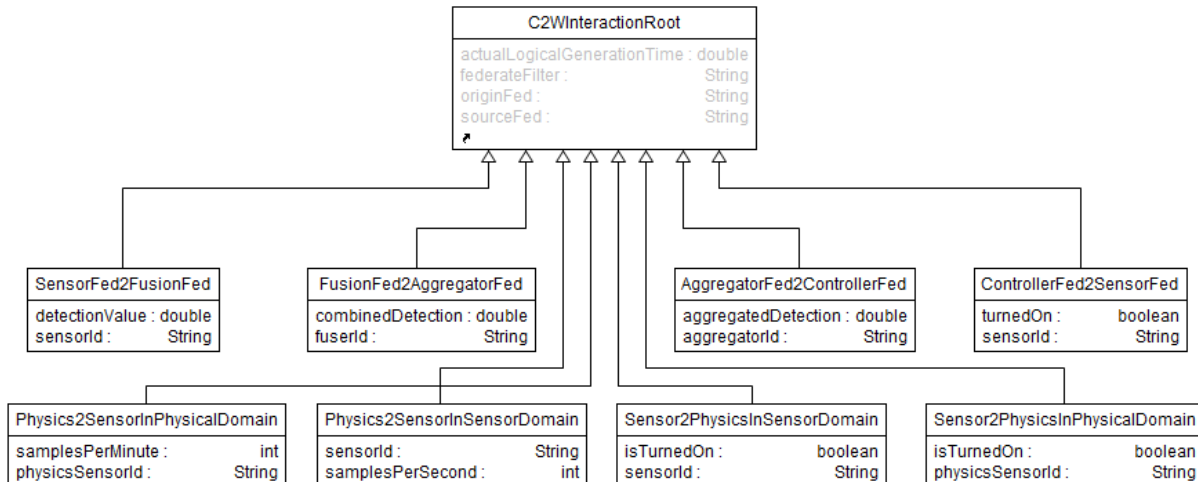 C2WInteractionRoot
actualLogicalGenerationTime : double
federateFilter : String
originFed : String
sourceFed : String
SensorFed2FusionFed
detectionValue : double
sensorId : String
FusionFed2AggregatorFed
combinedDetection : double
fuserId : String
AggregatorFed2ControllerFed
aggregatedDetection : double
aggregatorId : String
ControllerFed2SensorFed
turnedOn : boolean
sensorId : String
Physics2SensorInPhysicalDomain
samplesPerMinute : int
physicsSensorId : String
Physics2SensorInSensorDomain
sensorId : String
samplesPerSecond : int
Sensor2PhysicsInSensorDomain
isTurnedOn : boolean
sensorId : String
Sensor2PhysicsInPhysicalDomain
isTurnedOn : boolean
physicsSensorId : String